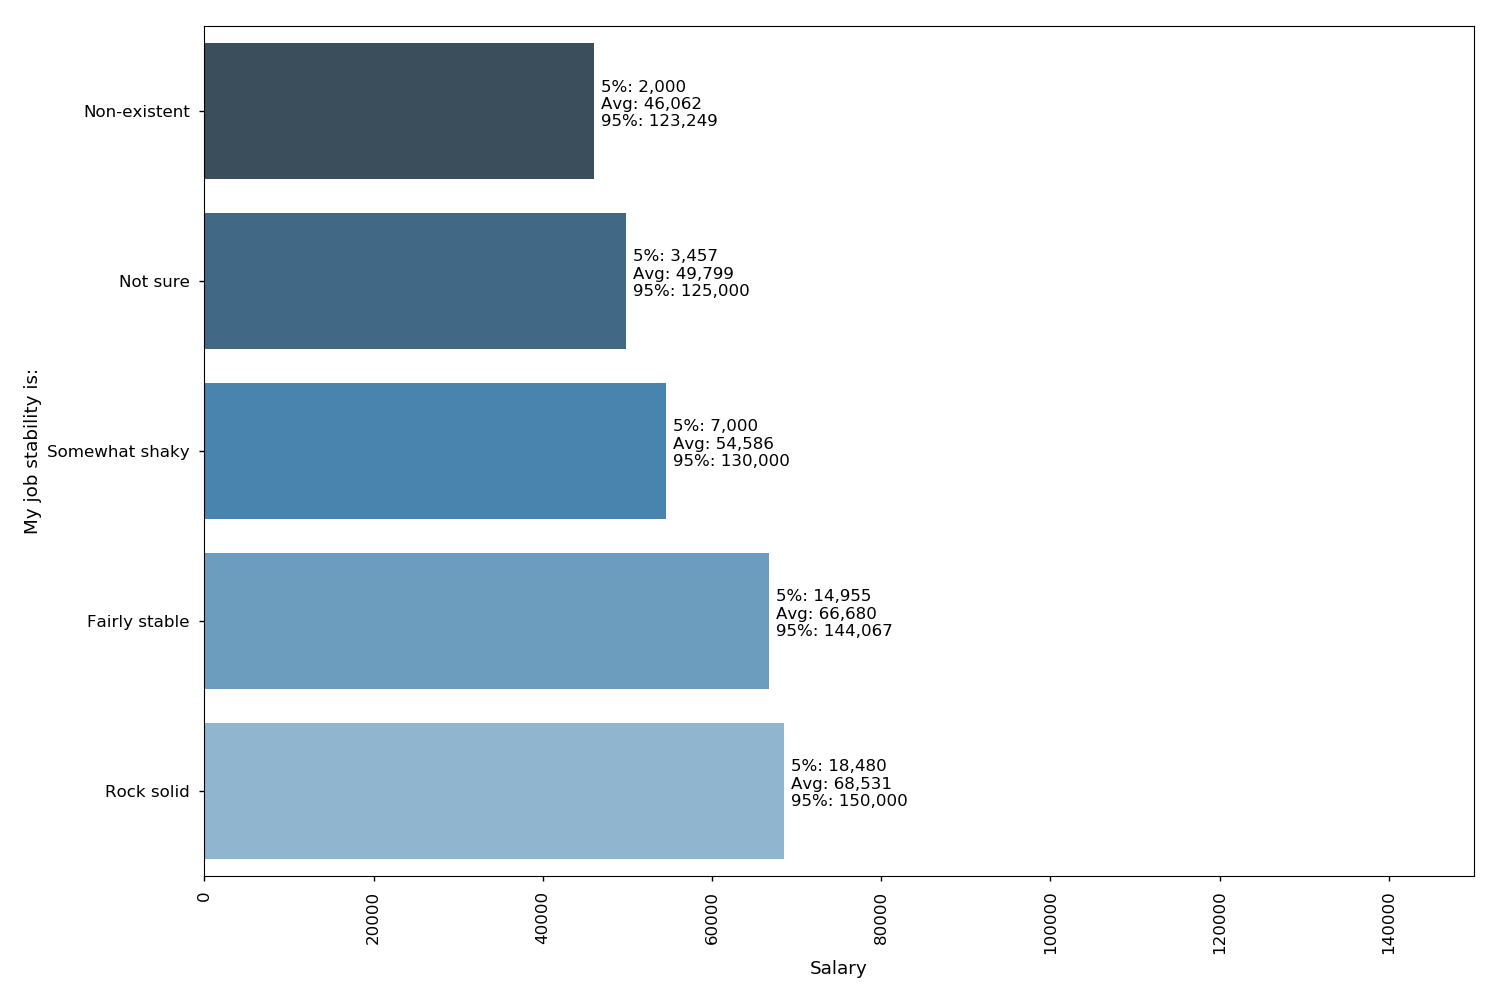 My job stability is:
Non-existent
5%: 2,000
Avg: 46,062
95%: 123,249
Not sure
5%: 3,457
Avg: 49,799
95%: 125,000
Somewhat shaky
5%: 7,000
Avg: 54,586
95%: 130,000
Fairly stable
5%: 14,955
Avg: 66,680
95%: 144,067
Rock solid
5%: 18,480
Avg: 68,531
95%: 150,000
0
20000
40000
60000
80000
100000
120000
140000
Salary